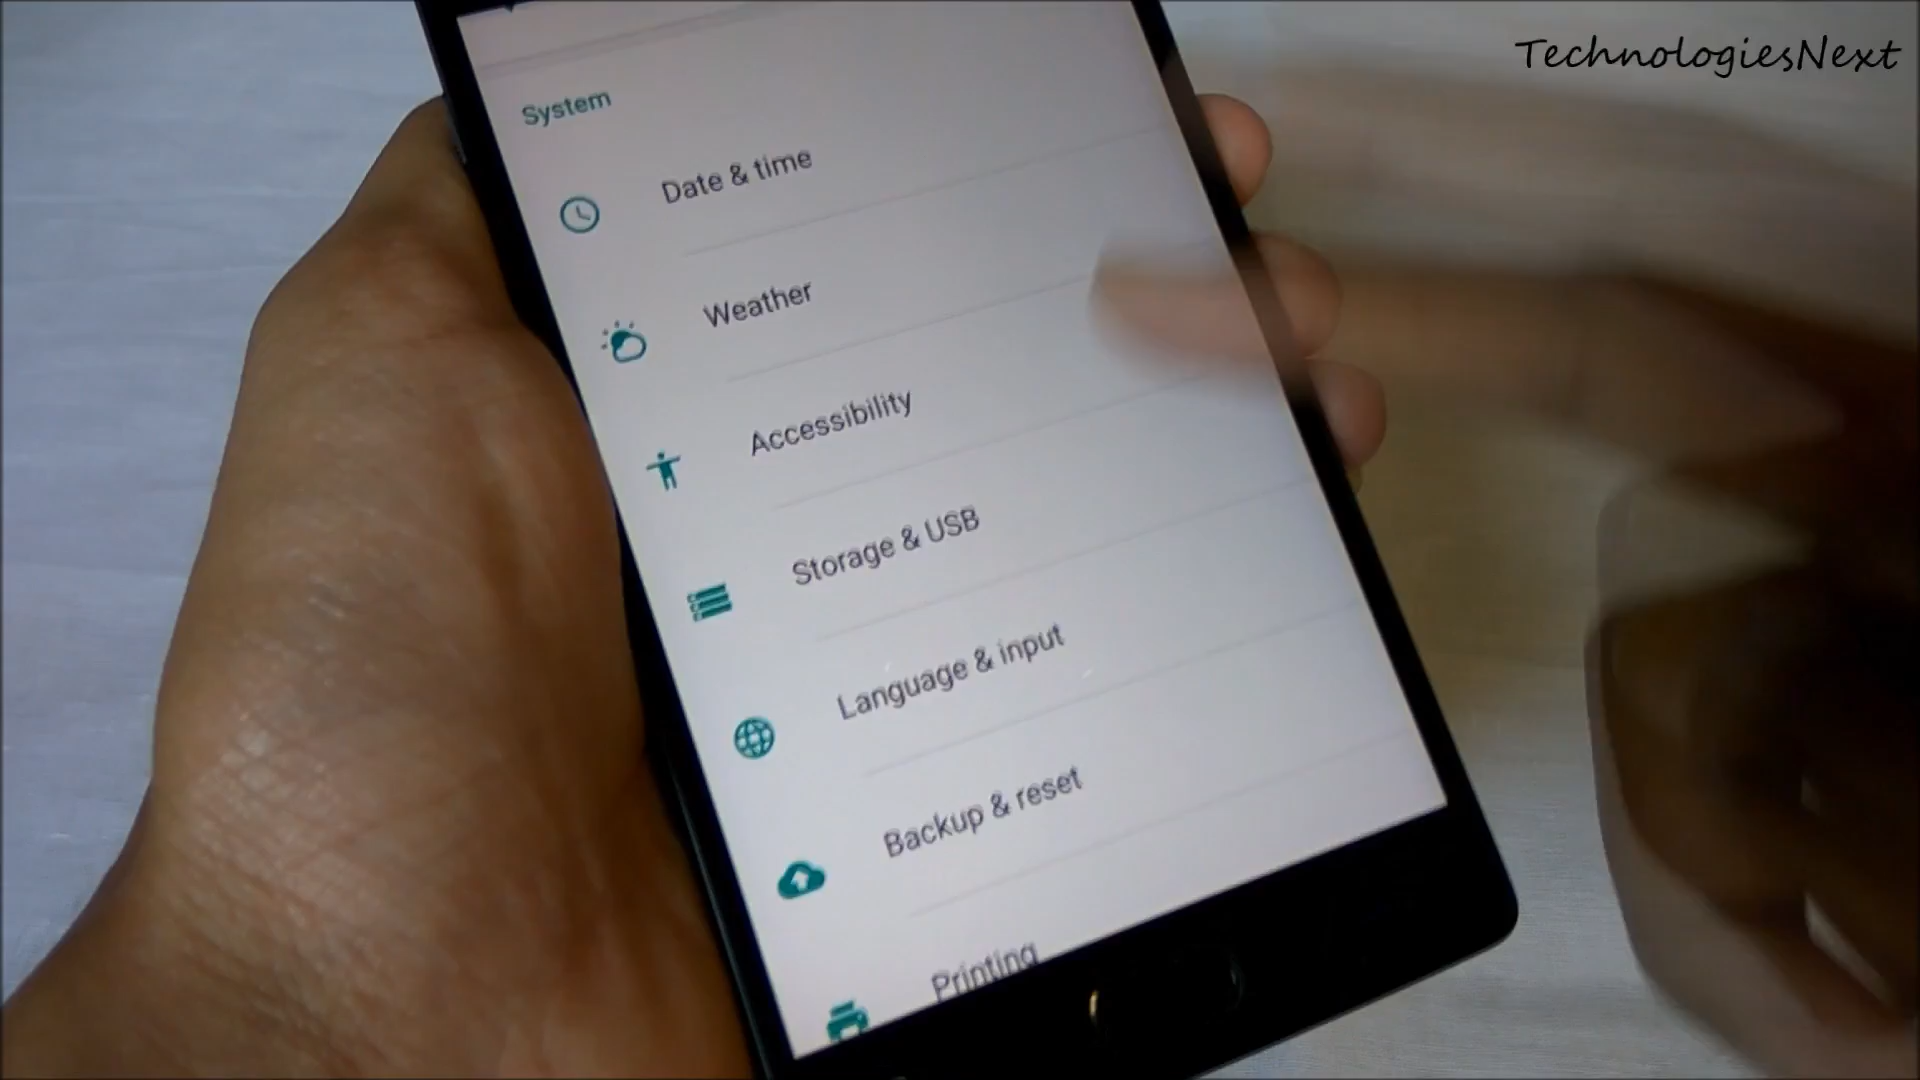 TechnologiesNext
System
Date & time
Weather
Accessibility
Storage & USB
Language & input
Backup & reset
Printing